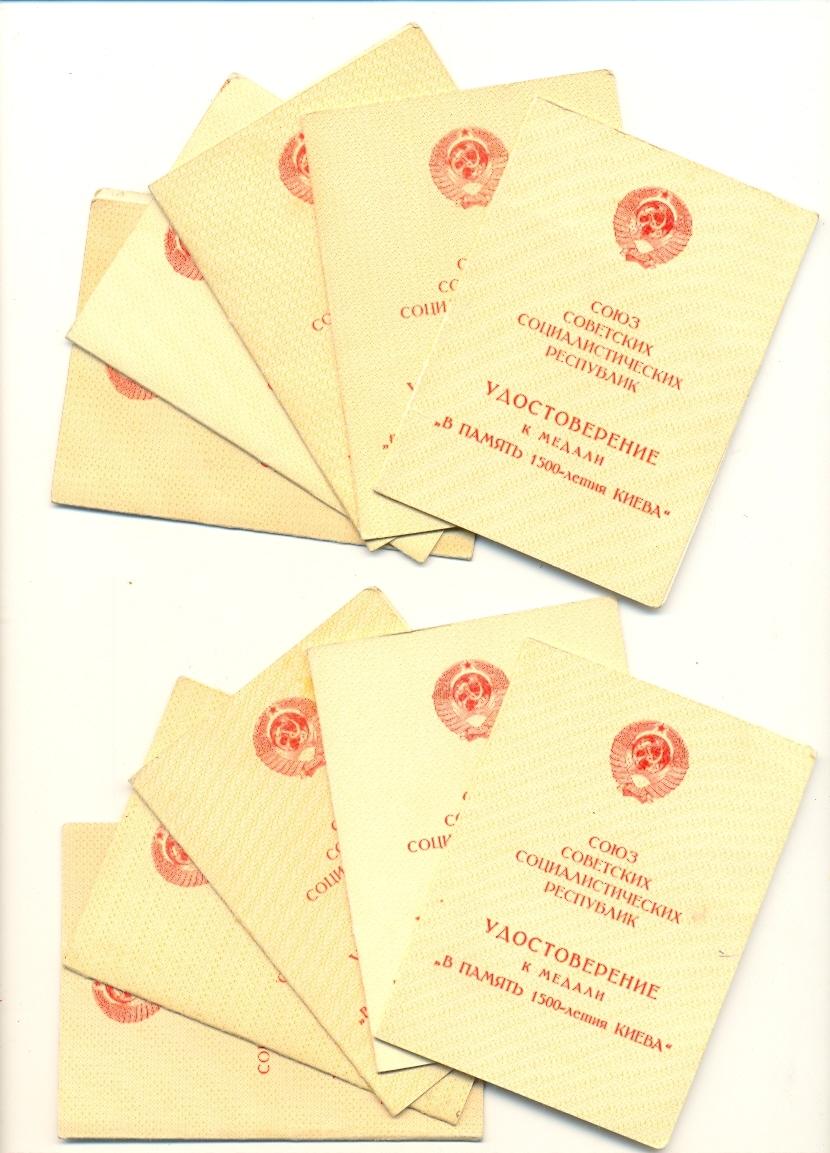 СОЮЗ
СОВЕТСКИХ
СОЦИАЛИСТИЧЕСКИХ
РЕСПУБЛИК
УДОСТОВЕРЕНИЕ
К МЕДАЛИ
„В ПАМЯТЬ 1500-летия КИЕВА“
СОЮЗ
СОВЕТСКИХ
СОЦИАЛИСТИЧЕСКИХ
РЕСПУБЛИК
УДОСТОВЕРЕНИЕ
К МЕДАЛИ
„В ПАМЯТЬ 1500-летия КИЕВА“